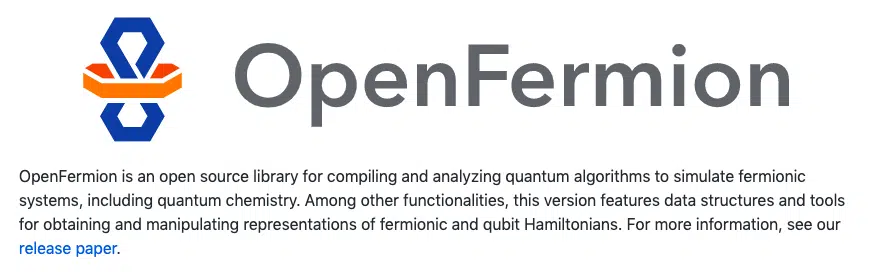 OpenFermion
OpenFermion is an open source library for compiling and analyzing quantum algorithms to simulate fermionic
systems, including quantum chemistry. Among other functionalities, this version features data structures and tools
for obtaining and manipulating representations of fermionic and qubit Hamiltonians. For more information, see our
release paper.